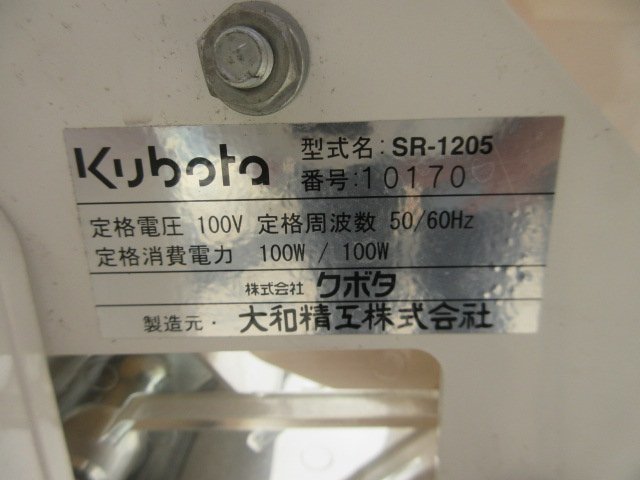 Kubota
型式名: SR-1205
番号:10170
定格電圧 100V 定格周波数 50/60Hz
定格消費電力 100W / 100W
株式会社 クボタ
製造元・ 大和精工株式会社